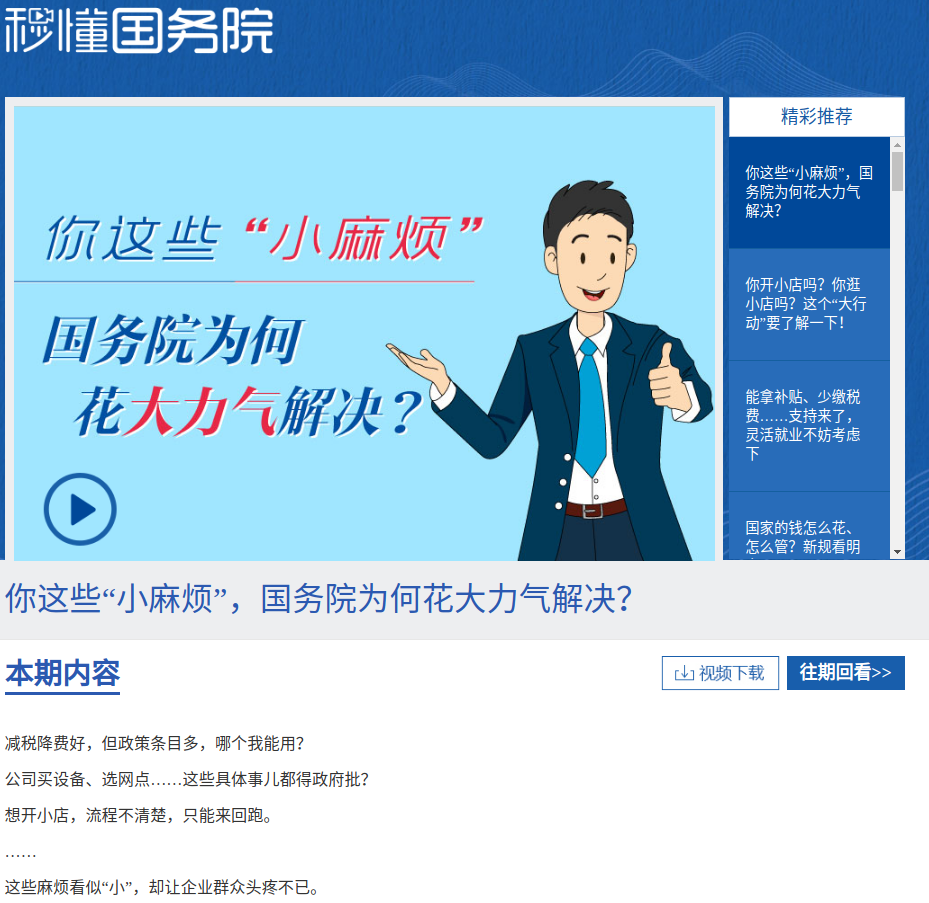 秒懂国务院
你这些“小麻烦”
国务院为何
花大力气解决？
精彩推荐
你这些“小麻烦”，国
务院为何花大力气
解决？
你开小店吗？你逛
小店吗？这个“大行
动”要了解一下！
能拿补贴、少缴税
费……支持来了，
灵活就业不妨考虑
下
国家的钱怎么花、
怎么管？新规看明
你这些“小麻烦”，国务院为何花大力气解决？
本期内容
视频下载
往期回看>>
减税降费好，但政策条目多，哪个我能用？
公司买设备、选网点……这些具体事儿都得政府批？
想开小店，流程不清楚，只能来回跑。
……
这些麻烦看似“小”，却让企业群众头疼不已。